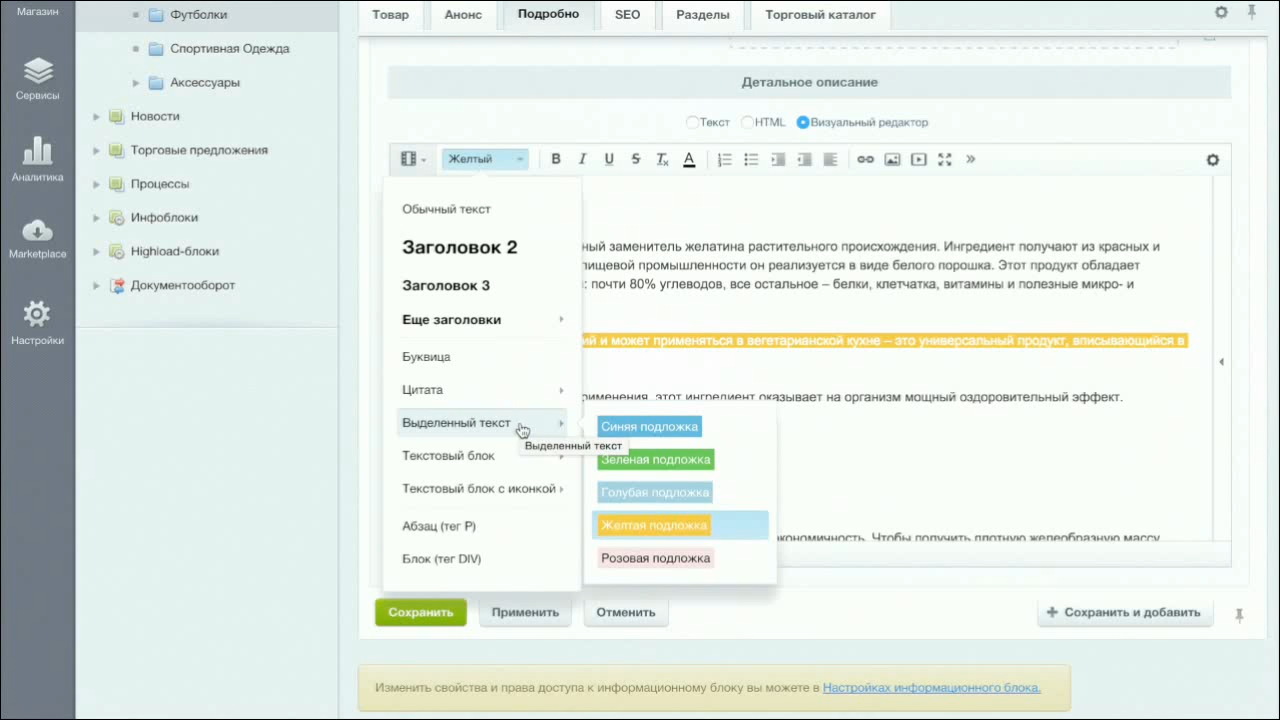 Магазин
Сервисы
Аналитика
Marketplace
Настройки
Футболки
Спортивная Одежда
Аксессуары
Новости
Торговые предложения
Процессы
Инфоблоки
Highload-блоки
Документооборот
Товар Анонс Подробно SEO Разделы Торговый каталог
Детальное описание
Текст HTML Визуальный редактор
Желтый B I U S Tx A »
Обычный текст
Заголовок 2
Заголовок 3
Еще заголовки
Буквица
Цитата
Выделенный текст
Текстовый блок
Текстовый блок с иконкой
Абзац (тег P)
Блок (тег DIV)
заменитель желатина растительного происхождения. Ингредиент получают из красных и
промышленности он реализуется в виде белого порошка. Этот продукт обладает
: почти 80% углеводов, все остальное – белки, клетчатка, витамины и полезные микро- и
и может применяться в вегетарианской кухне – это универсальный продукт, вписывающийся в
этот ингредиент оказывает на организм мощный оздоровительный эффект.
Синяя подложка
Выделенный текст
Зеленая подложка
Голубая подложка
Желтая подложка
Розовая подложка
Чтобы получить плотную желеобразную массу
Сохранить Применить Отменить + Сохранить и добавить
Изменить свойства и права доступа к информационному блоку вы можете в Настройках информационного блока.